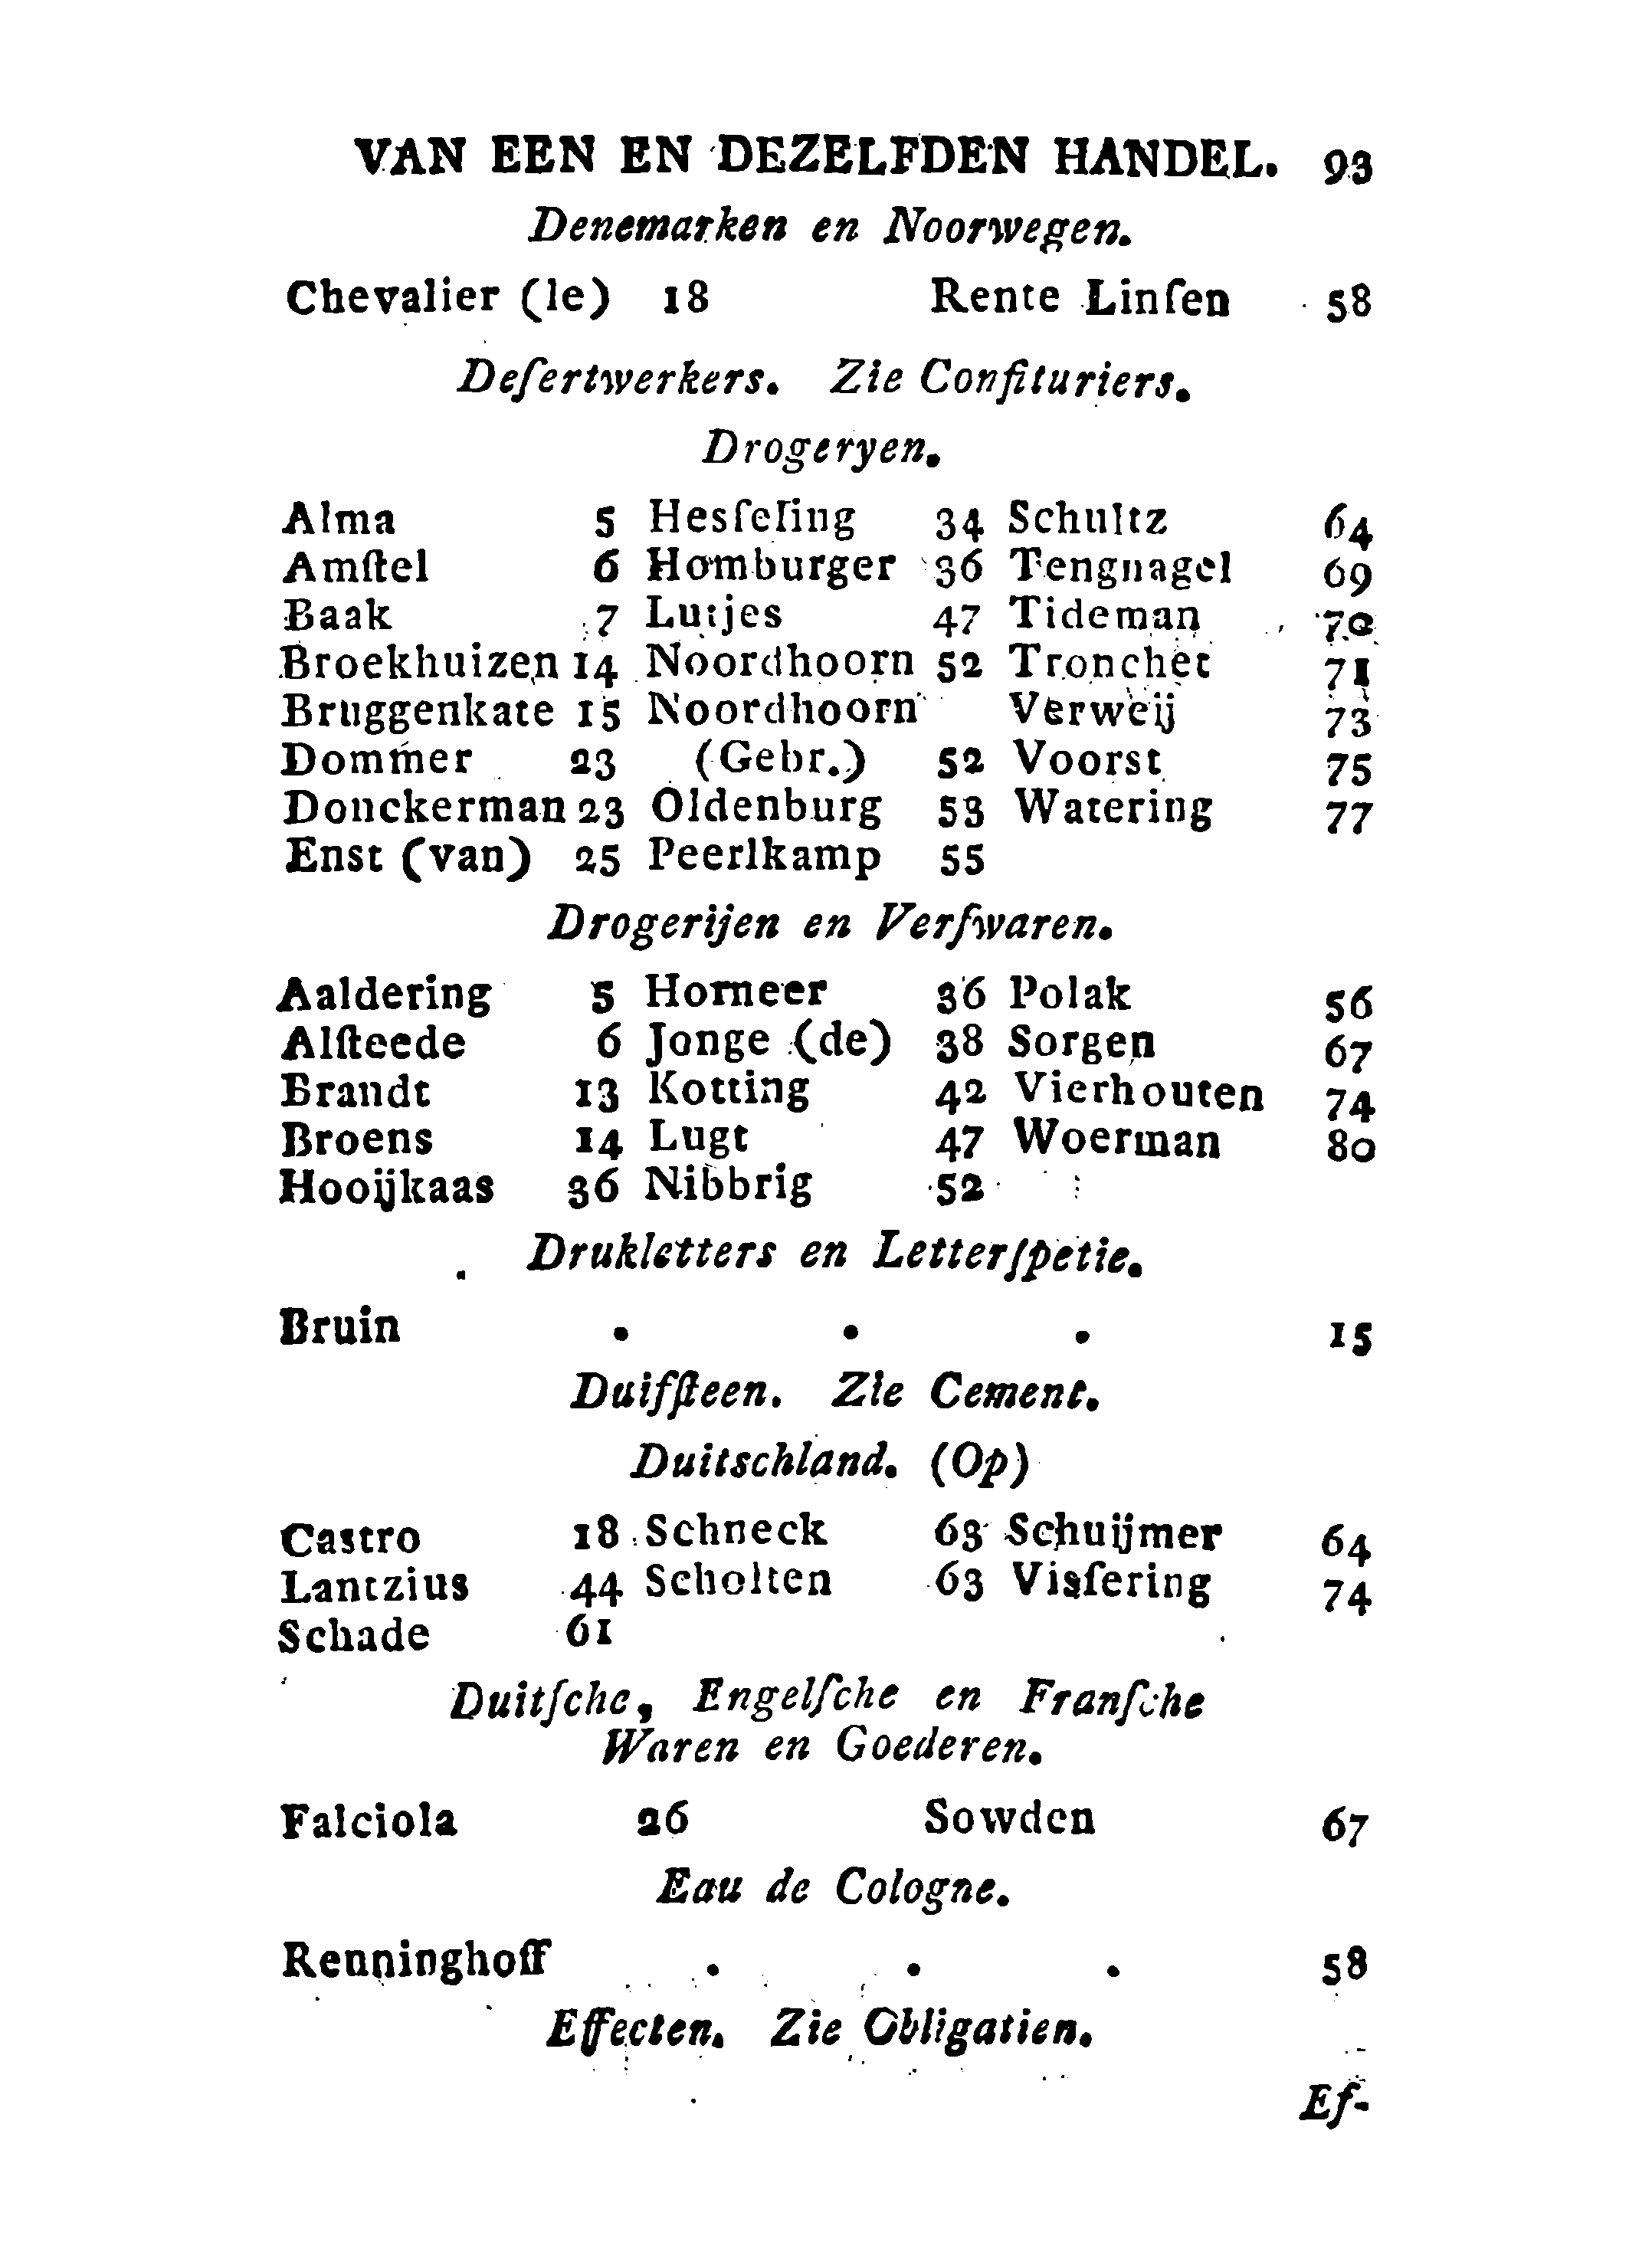 VAN EEN EN DEZELFDEN HANDEL. 93
Denemarken en Noorwegen.
Chevalier (le) 18 Rente Linſen 58
Deſertwerkers. Zie Confituriers.
Drogeryen.
Alma 5 Hesſeling 34 Schultz 64
Amſtel 6 Homburger 36 Tengnagel 69
Baak 7 Lutjes 47 Tideman 70
Broekhuizen 14 Noordhoorn 52 Tronchet 71
Bruggenkate 15 Noordhoorn Verweij 73
Dommer 23 (Gebr.) 52 Voorst 75
Donckerman 23 Oldenburg 53 Watering 77
Enst (van) 25 Peerlkamp 55
Drogerijen en Verfwaren.
Aaldering 5 Homeer 36 Polak 56
Alſteede 6 Jonge (de) 38 Sorgen 67
Brandt 13 Kotting 42 Vierhouten 74
Broens 14 Lugt 47 Woerman 80
Hooijkaas 36 Nibbrig 52
Drukletters en Letterſpetie.
Bruin . . . 15
Duifſteen. Zie Cement.
Duitschland. (Op)
Castro 18 Schneck 63 Schuijmer 64
Lantzius 44 Scholten 63 Visſering 74
Schade 61
Duitſche, Engelſche en Franſche
Waren en Goederen.
Falciola 26 Sowden 67
Eau de Cologne.
Renninghoff . . . 58
Effecten. Zie Obligatien.
Ef-